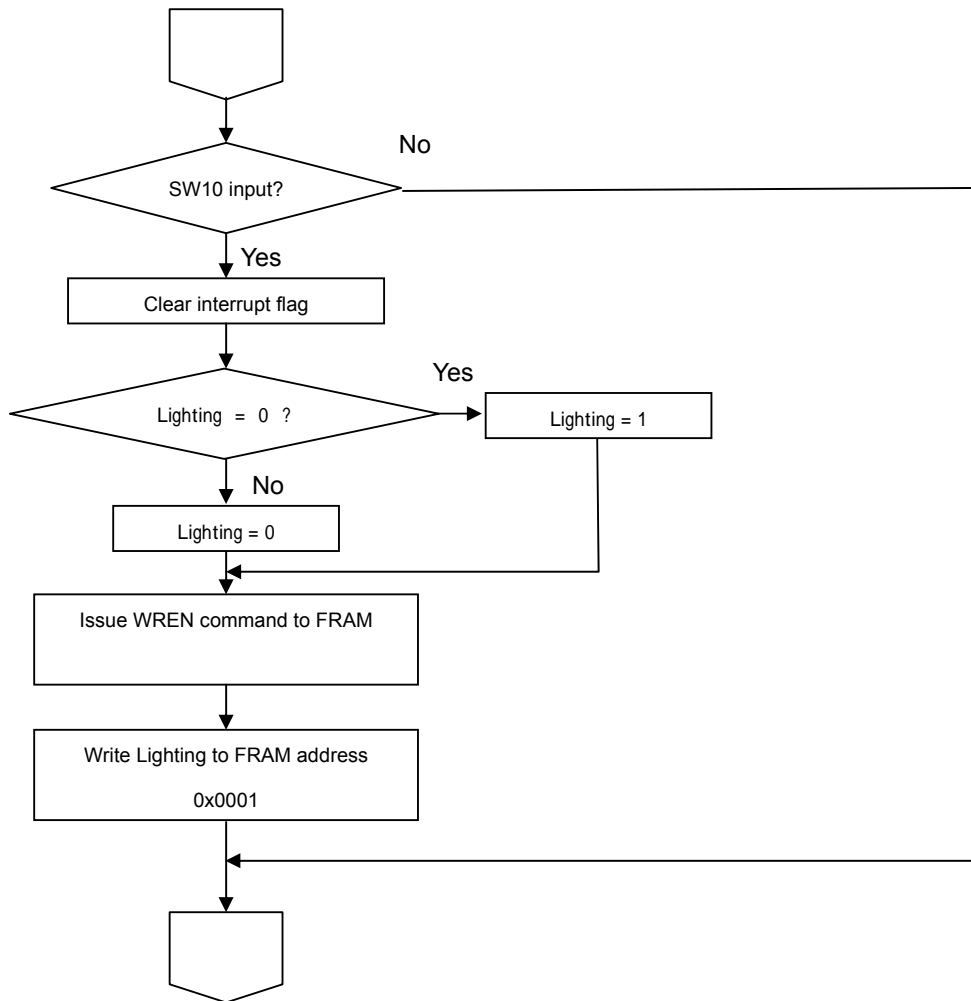 No
SW10 input?
Yes
Clear interrupt flag
Yes
Lighting = 0 ?
Lighting = 1
No
Lighting = 0
Issue WREN command to FRAM
Write Lighting to FRAM address
0x0001